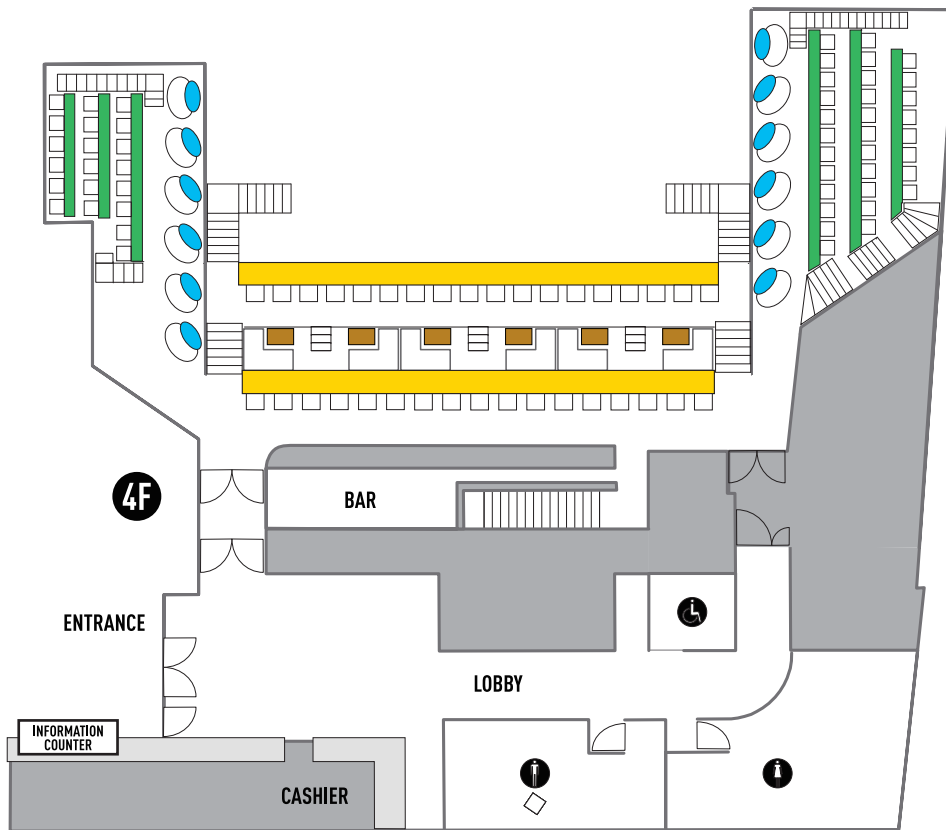 4F
BAR
ENTRANCE
LOBBY
INFORMATION
COUNTER
CASHIER